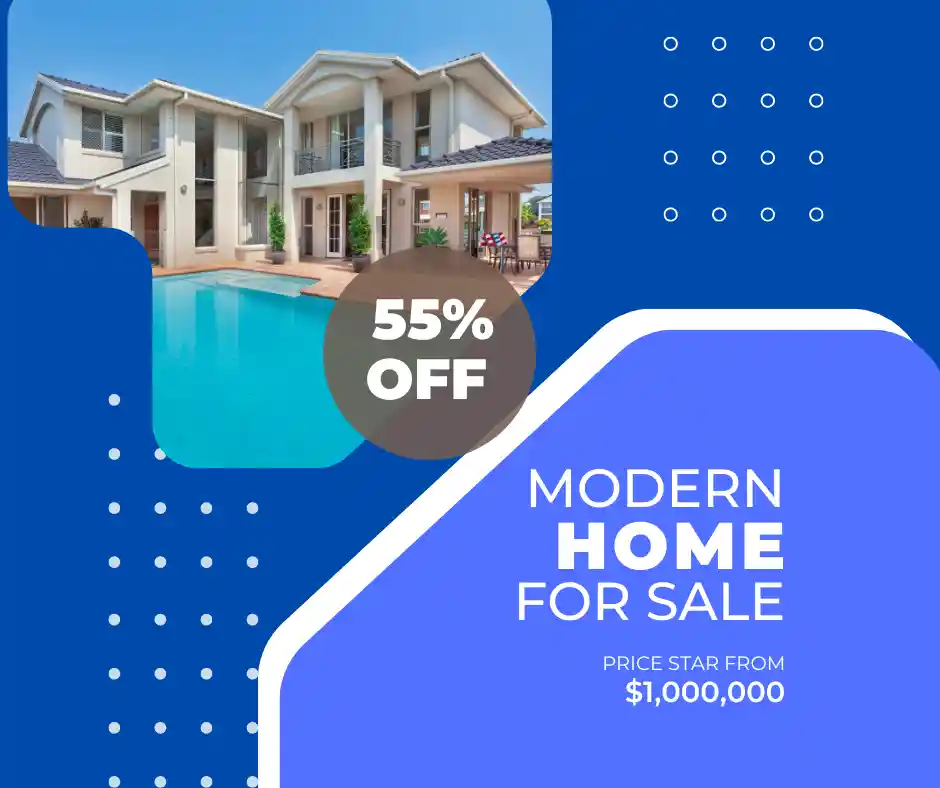 55%
OFF
MODERN
HOME
FOR SALE
PRICE STAR FROM
$1,000,000